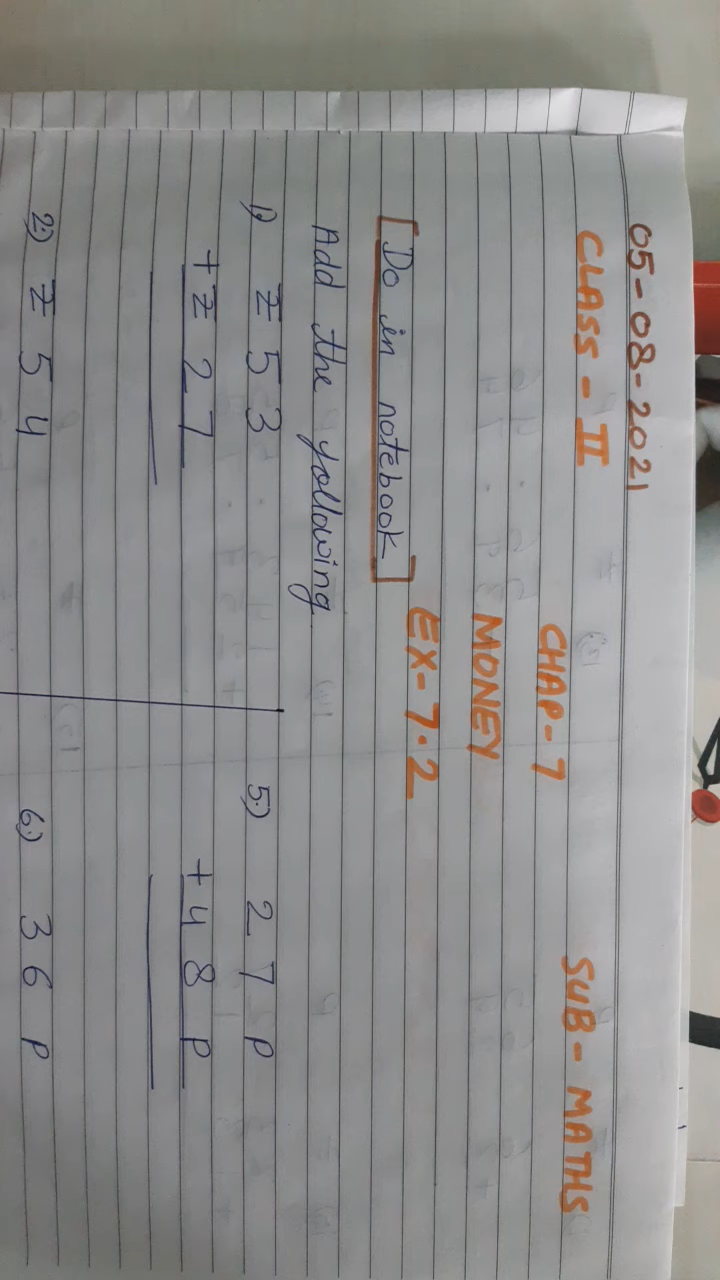 05-08-2021
CLASS - II SUB - MATHS
CHAP - 7
MONEY
EX - 7.2
[Do in notebook]
Add the following
1) ₹ 5 3 5) 2 7 P
+ ₹ 2 7 + 4 8 P
2) ₹ 5 4 6) 3 6 P